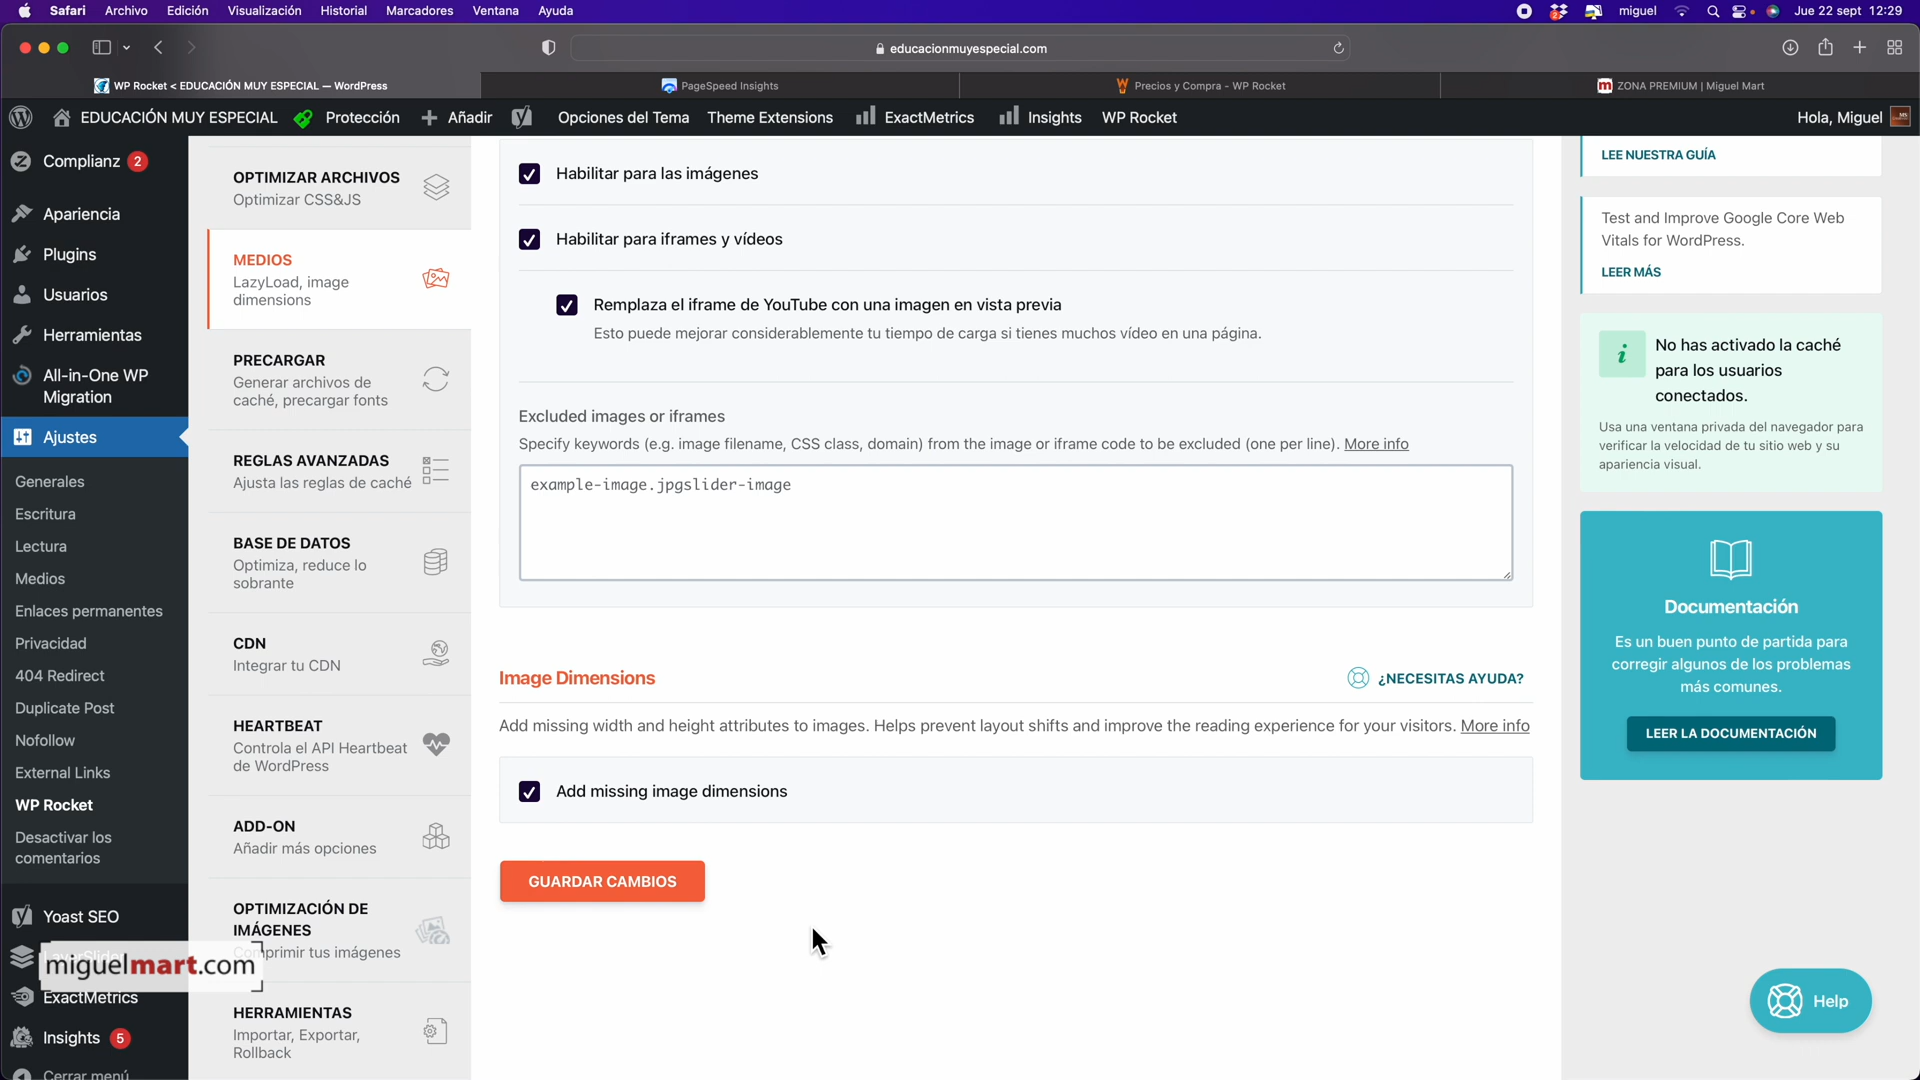 Safari Archivo Edición Visualización Historial Marcadores Ventana Ayuda
miguel Jue 22 sept 12:29
educacionmuyespecial.com
WP Rocket < EDUCACIÓN MUY ESPECIAL — WordPress
PageSpeed Insights
Precios y Compra - WP Rocket
ZONA PREMIUM | Miguel Mart
EDUCACIÓN MUY ESPECIAL Protección Añadir Opciones del Tema Theme Extensions ExactMetrics Insights WP Rocket
Hola, Miguel
Complianz 2
Apariencia
Plugins
Usuarios
Herramientas
All-in-One WP
Migration
Ajustes
Generales
Escritura
Lectura
Medios
Enlaces permanentes
Privacidad
404 Redirect
Duplicate Post
Nofollow
External Links
WP Rocket
Desactivar los
comentarios
Yoast SEO
miguelmart.com
ExactMetrics
Insights 5
Cerrar menú
OPTIMIZAR ARCHIVOS
Optimizar CSS&JS
MEDIOS
LazyLoad, image
dimensions
PRECARGAR
Generar archivos de
caché, precargar fonts
REGLAS AVANZADAS
Ajusta las reglas de caché
BASE DE DATOS
Optimiza, reduce lo
sobrante
CDN
Integrar tu CDN
HEARTBEAT
Controla el API Heartbeat
de WordPress
ADD-ON
Añadir más opciones
OPTIMIZACIÓN DE
IMÁGENES
Comprimir tus imágenes
HERRAMIENTAS
Importar, Exportar,
Rollback
Habilitar para las imágenes
Habilitar para iframes y vídeos
Remplaza el iframe de YouTube con una imagen en vista previa
Esto puede mejorar considerablemente tu tiempo de carga si tienes muchos vídeo en una página.
Excluded images or iframes
Specify keywords (e.g. image filename, CSS class, domain) from the image or iframe code to be excluded (one per line). More info
example-image.jpgslider-image
Image Dimensions
¿NECESITAS AYUDA?
Add missing width and height attributes to images. Helps prevent layout shifts and improve the reading experience for your visitors. More info
Add missing image dimensions
GUARDAR CAMBIOS
LEE NUESTRA GUÍA
Test and Improve Google Core Web
Vitals for WordPress.
LEER MÁS
No has activado la caché
para los usuarios
conectados.
Usa una ventana privada del navegador para
verificar la velocidad de tu sitio web y su
apariencia visual.
Documentación
Es un buen punto de partida para
corregir algunos de los problemas
más comunes.
LEER LA DOCUMENTACIÓN
Help